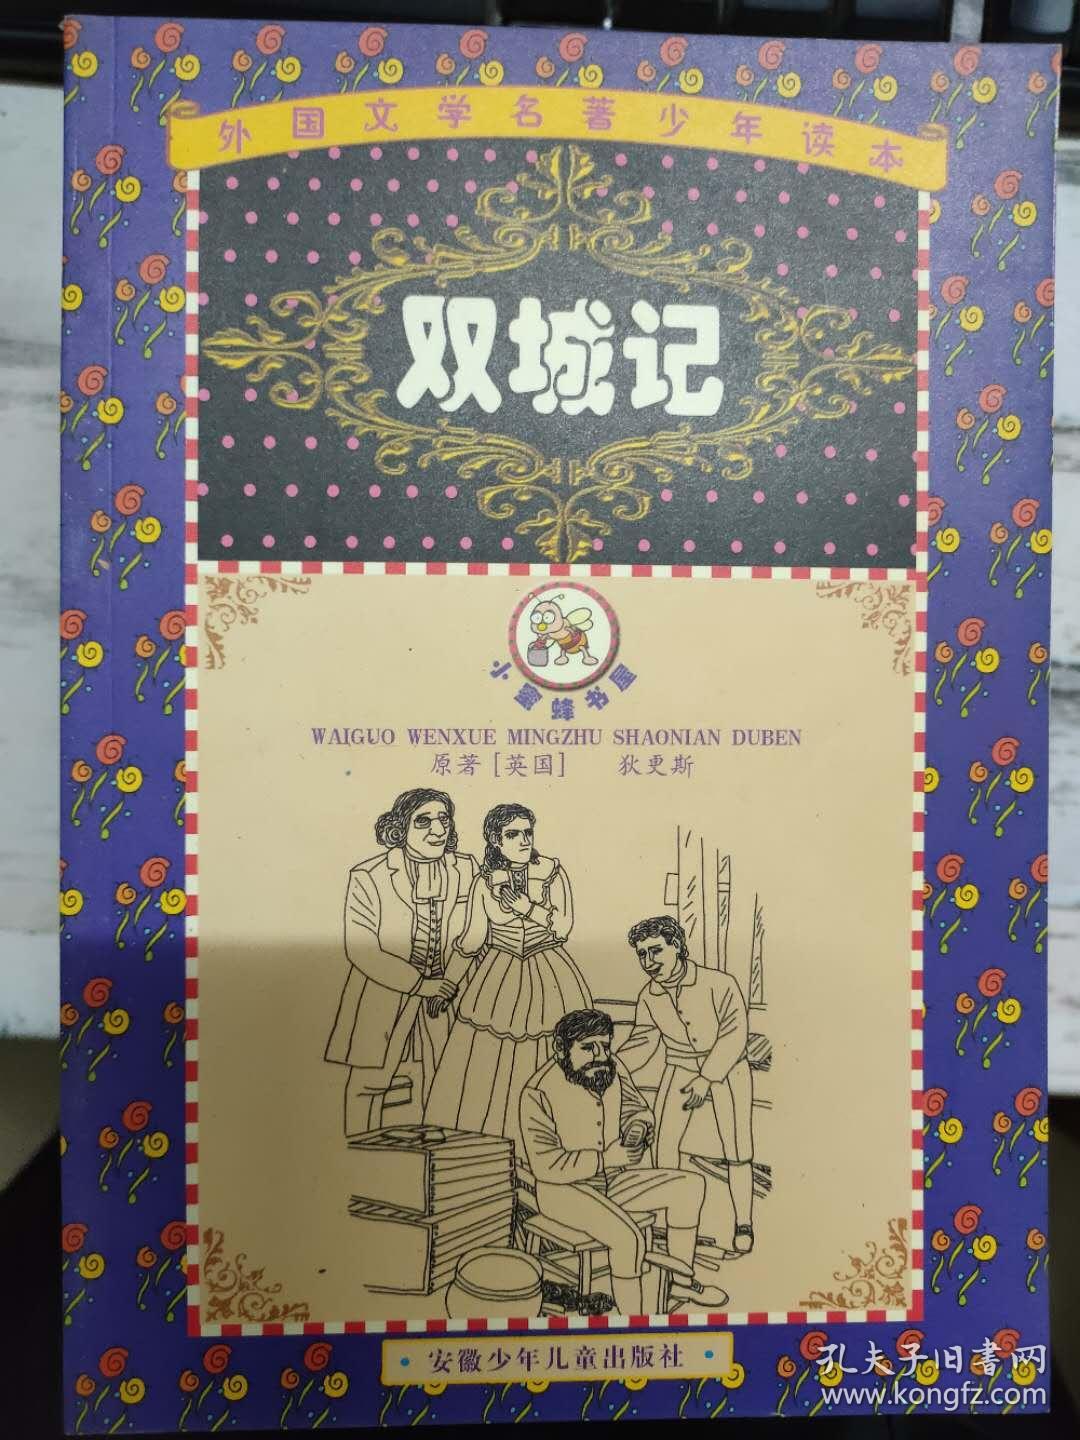 外国文学名著少年读本
双城记
小蜜蜂书屋
WAIGUO WENXUE MINGZHU SHAONIAN DUBEN
原著[英国] 狄更斯
·安徽少年儿童出版社·
孔夫子旧书网
www.kongfz.com